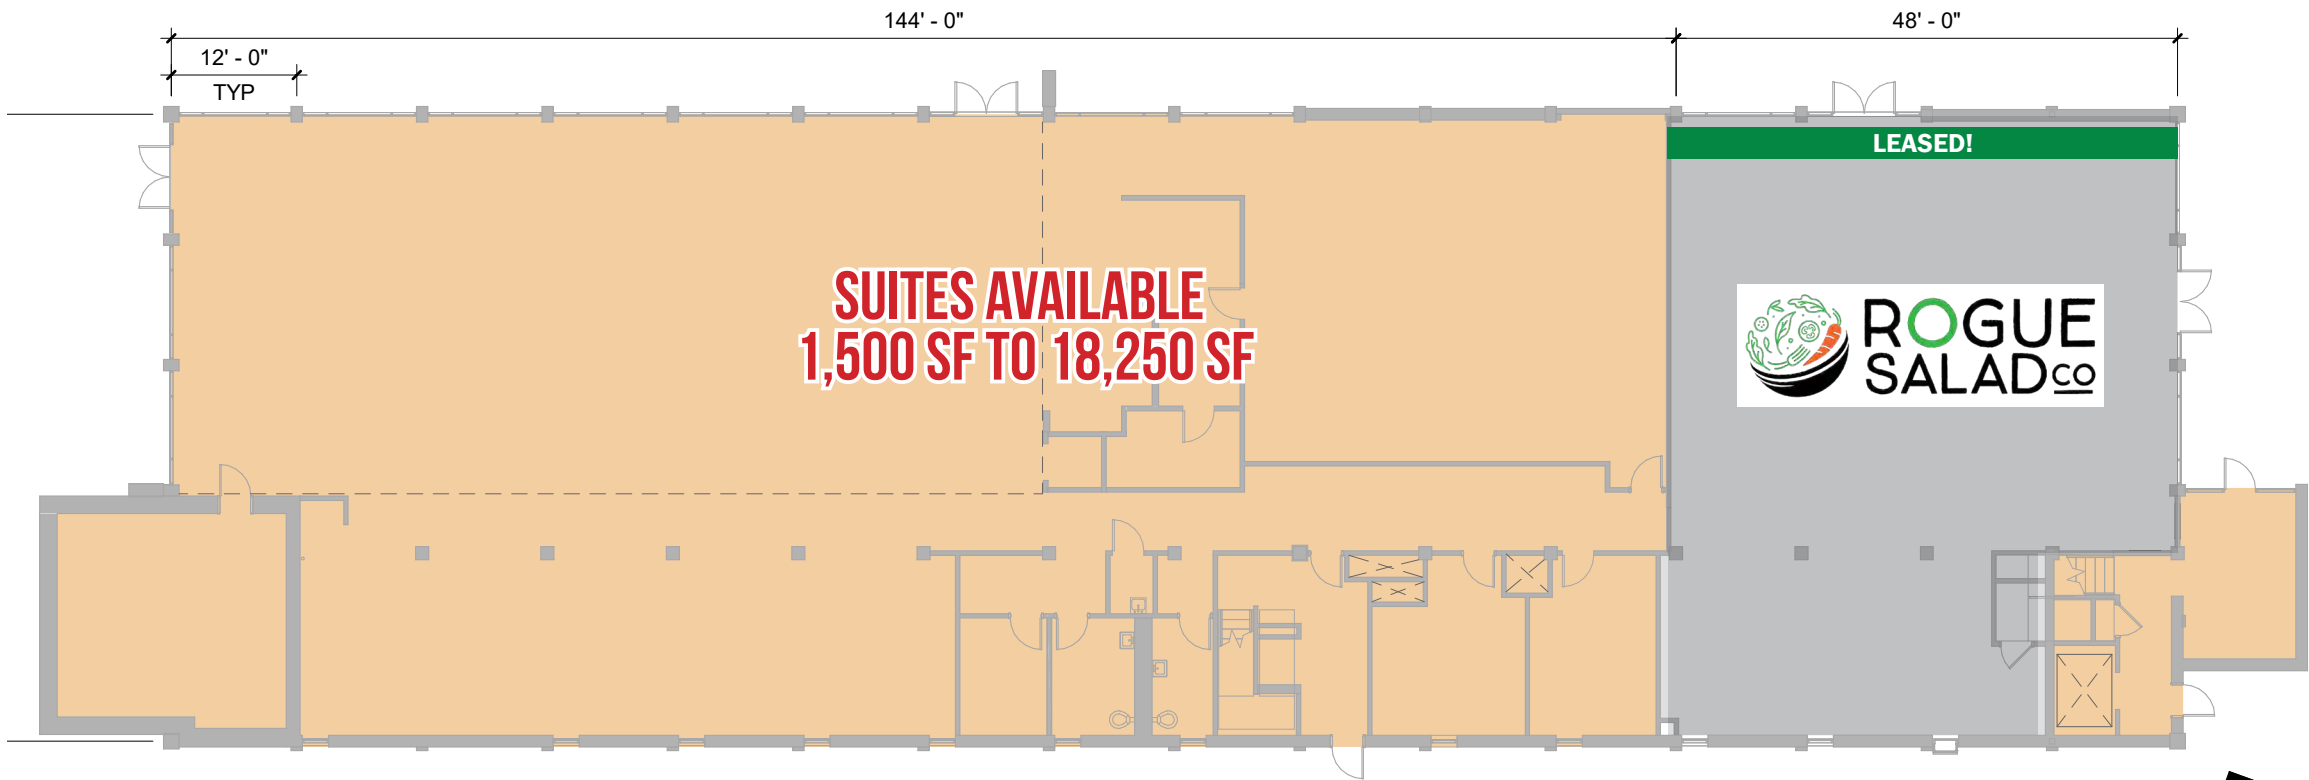 144' - 0"
48' - 0"
12' - 0"
TYP
LEASED!
SUITES AVAILABLE
1,500 SF TO 18,250 SF
ROGUE
SALAD CO